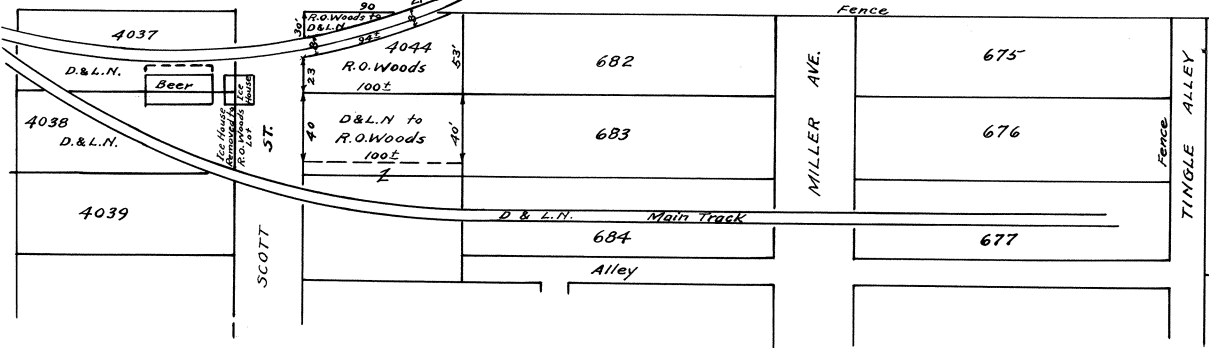 90
Fence
R.O.Woods to
D&L.N.
30'
8
8
94±
4037
4044
R.O.Woods
53'
682
675
D.&L.N.
Beer
Ice
House
23
100±
MILLER AVE.
TINGLE ALLEY
4038
D.&L.N.
Ice House
Removed to
R.O.Woods
Lot
SCOTT ST.
40
D&L.N to
R.O.Woods
100±
40'
683
676
Fence
Z
4039
D & L.N. Main Track
684
677
Alley